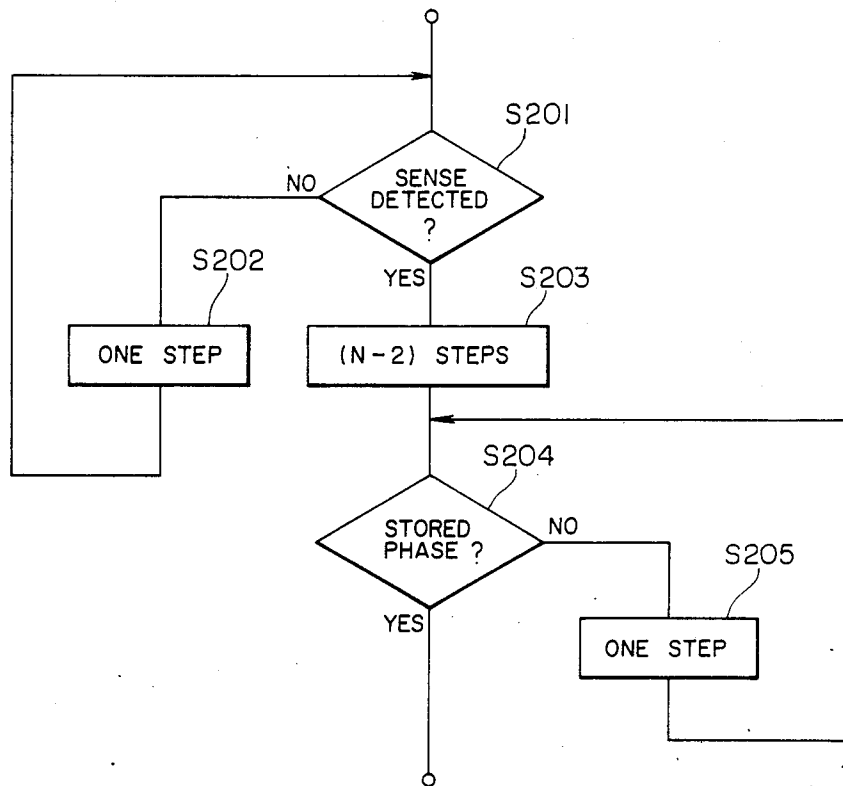 S201
SENSE
DETECTED
?
NO
YES
S202
ONE STEP
S203
(N-2) STEPS
S204
STORED
PHASE ?
NO
YES
S205
ONE STEP